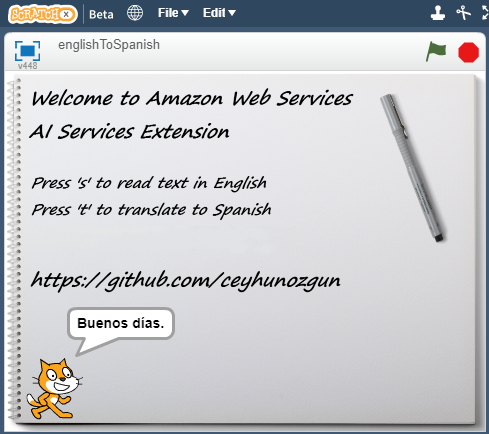 SCRATCH X Beta File Edit
englishToSpanish
v448
Welcome to Amazon Web Services
AI Services Extension
Press 's' to read text in English
Press 't' to translate to Spanish
https://github.com/ceyhunozgun
Buenos días.